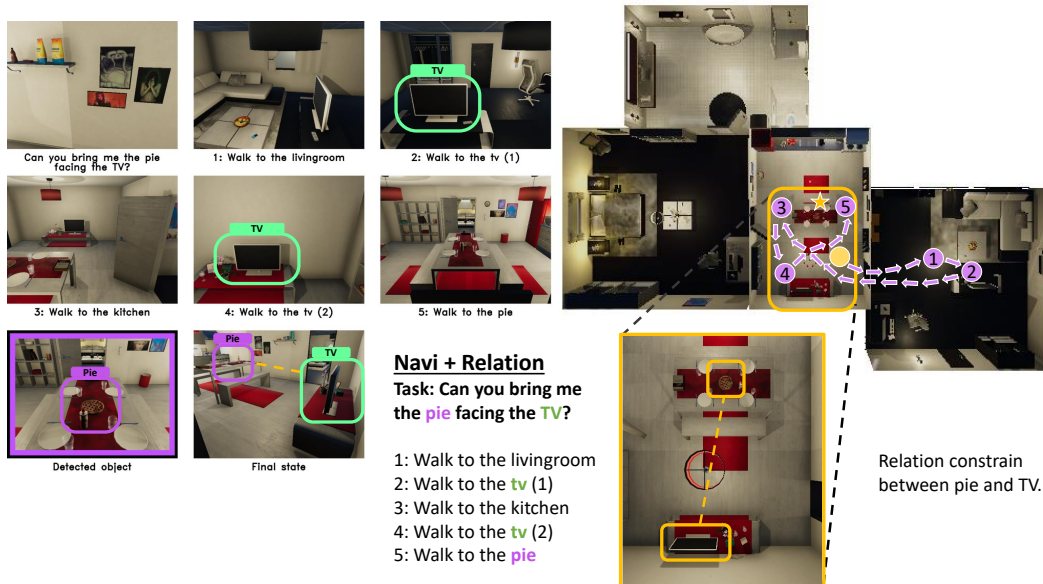 Can you bring me the pie
facing the TV?
1: Walk to the livingroom
TV
2: Walk to the tv (1)
3: Walk to the kitchen
TV
4: Walk to the tv (2)
5: Walk to the pie
Pie
Detected object
Pie
TV
Final state
Navi + Relation
Task: Can you bring me
the pie facing the TV?
1: Walk to the livingroom
2: Walk to the tv (1)
3: Walk to the kitchen
4: Walk to the tv (2)
5: Walk to the pie
3
5
4
1
2
Relation constrain
between pie and TV.